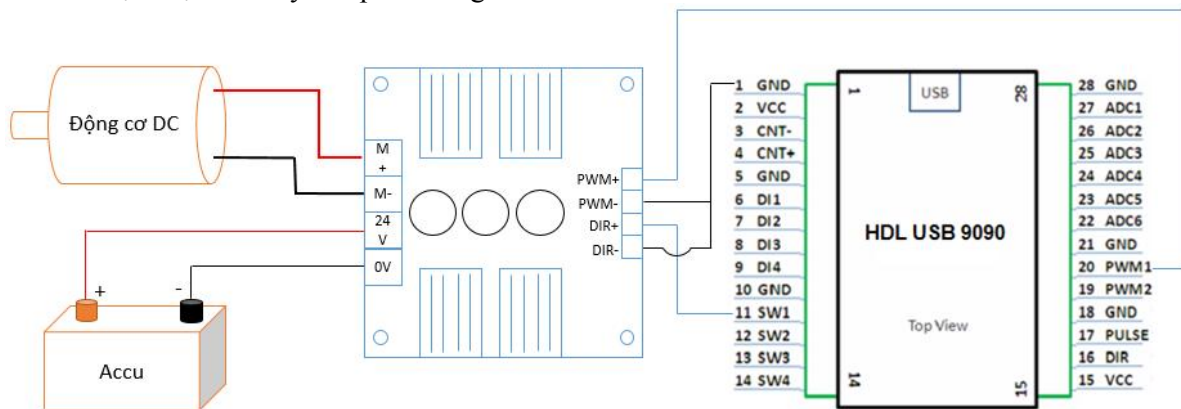 Động cơ DC
+
-
Accu
M
+
M-
24
V
0V
PWM+
PWM-
DIR+
DIR-
1 GND
2 VCC
3 CNT-
4 CNT+
5 GND
6 DI1
7 DI2
8 DI3
9 DI4
10 GND
11 SW1
12 SW2
13 SW3
14 SW4
1
USB
28
HDL USB 9090
Top View
14
15
28 GND
27 ADC1
26 ADC2
25 ADC3
24 ADC4
23 ADC5
22 ADC6
21 GND
20 PWM1
19 PWM2
18 GND
17 PULSE
16 DIR
15 VCC